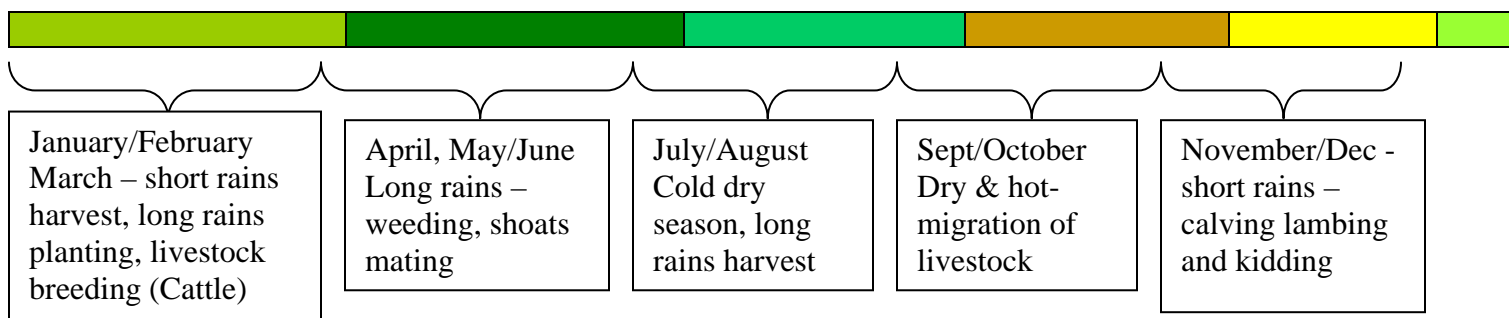 January/February
March – short rains
harvest, long rains
planting, livestock
breeding (Cattle)
April, May/June
Long rains –
weeding, shoats
mating
July/August
Cold dry
season, long
rains harvest
Sept/October
Dry & hot-
migration of
livestock
November/Dec -
short rains –
calving lambing
and kidding